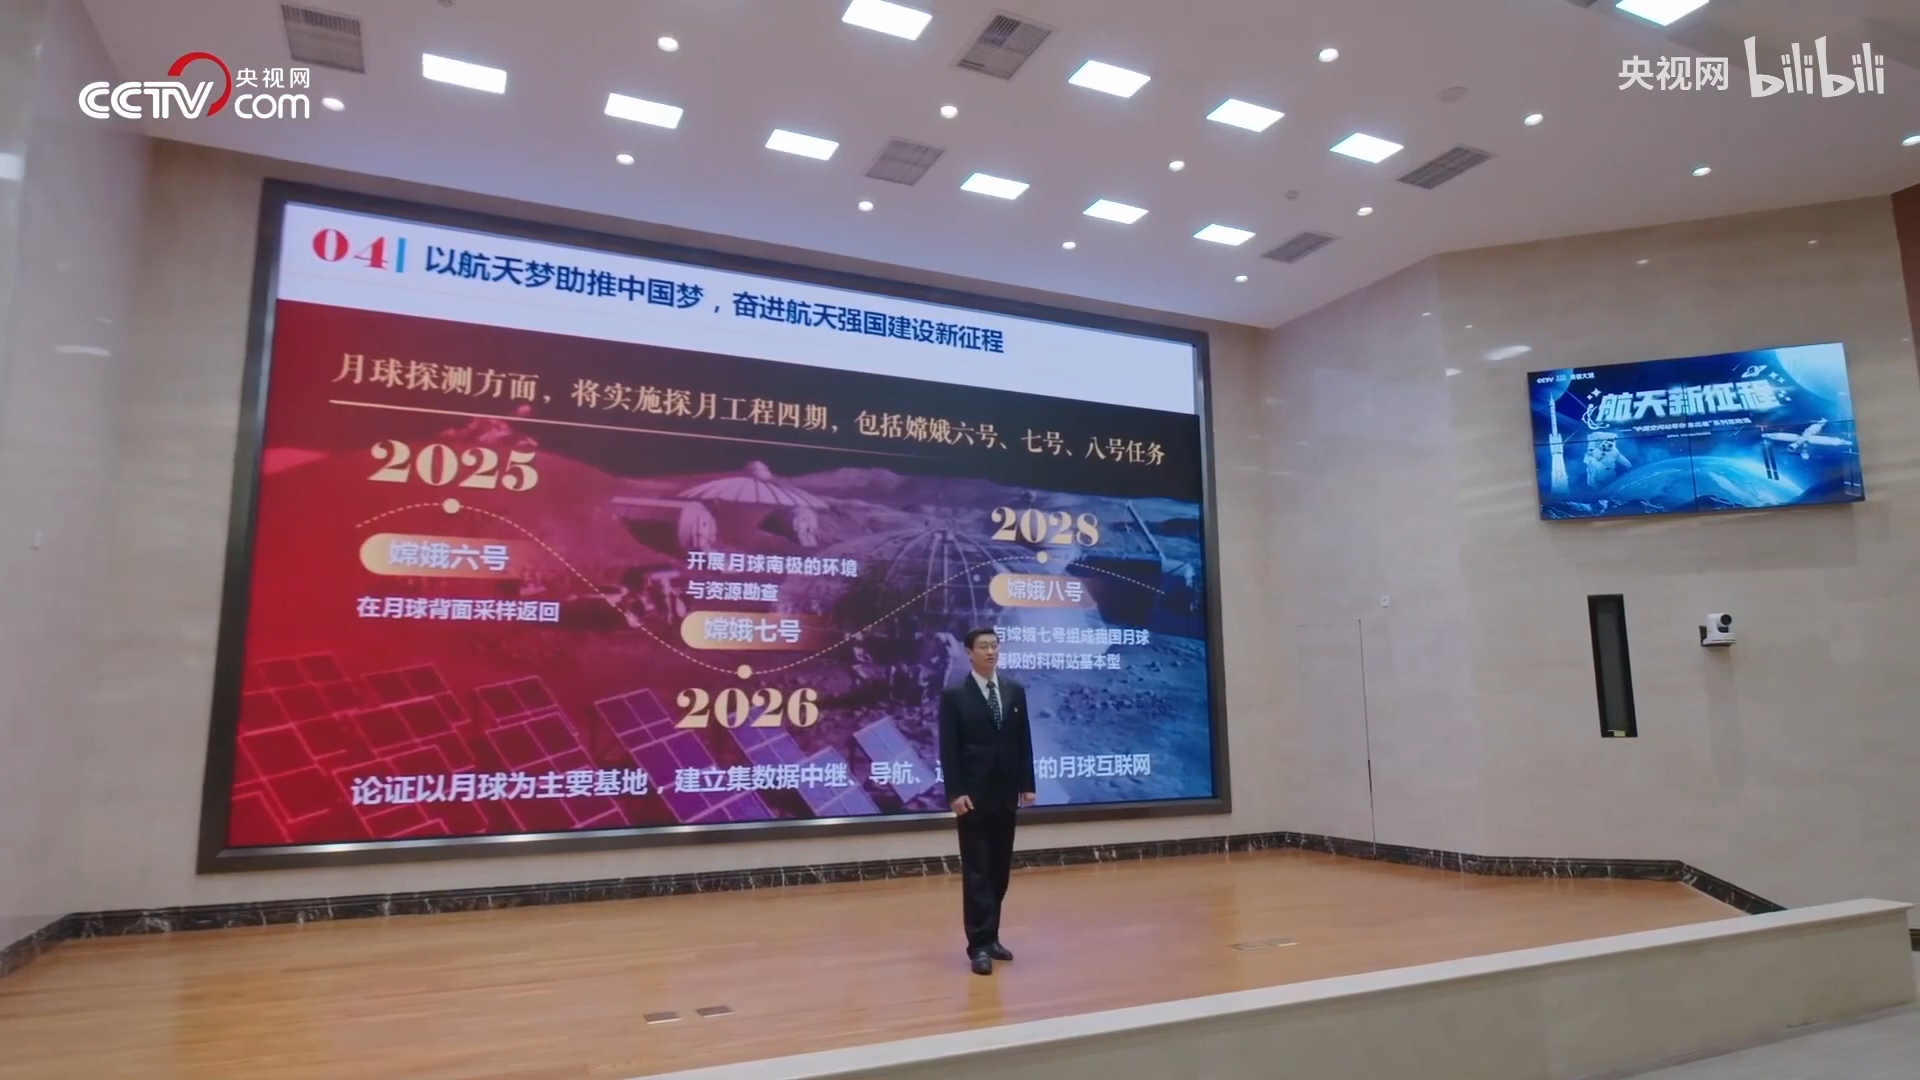 CCTV.com 央视网
央视网 bilibili
04 以航天梦助推中国梦，奋进航天强国建设新征程
月球探测方面，将实施探月工程四期，包括嫦娥六号、七号、八号任务
2025
嫦娥六号
在月球背面采样返回
开展月球南极的环境
与资源勘查
嫦娥七号
2026
2028
嫦娥八号
与嫦娥七号组成我国月球
南极的科研站基本型
论证以月球为主要基地，建立集数据中继、导航、的月球互联网
CCTV
航天新征程